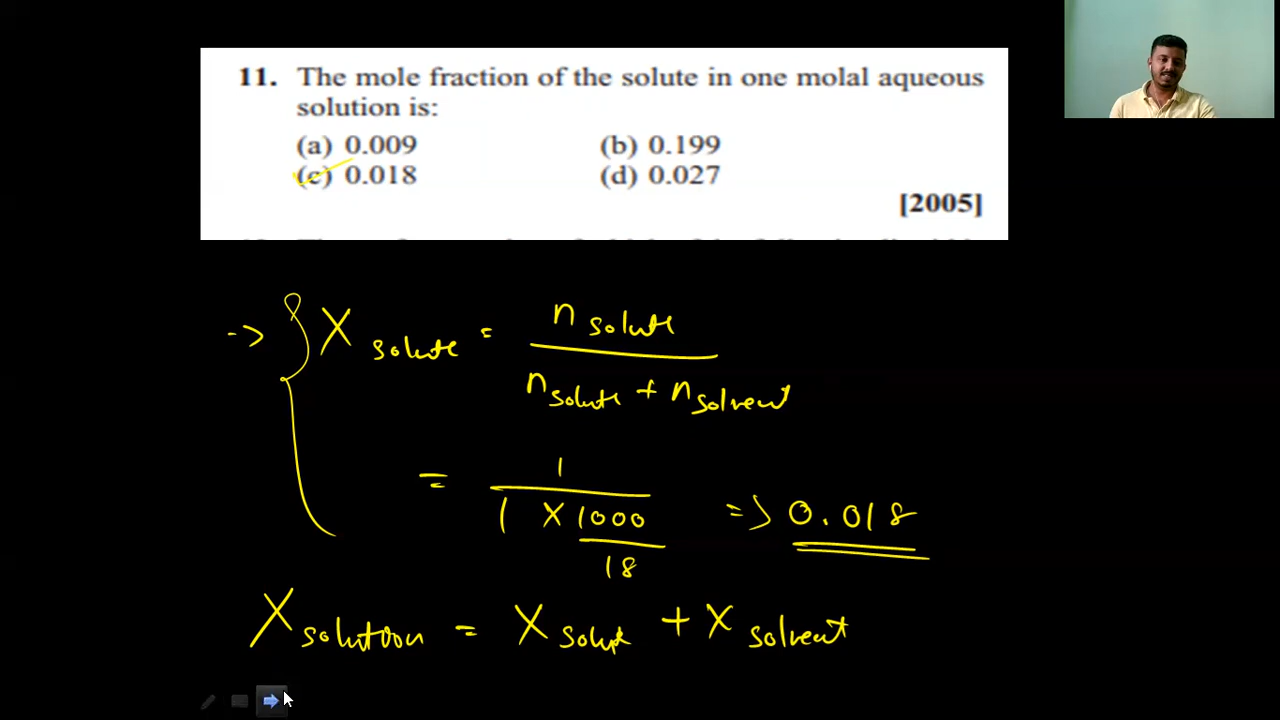 11. The mole fraction of the solute in one molal aqueous
solution is:
(a) 0.009 (b) 0.199
(c) 0.018 (d) 0.027
[2005]
-> X solute = n solute / n solute + n solvent
= 1 / 1 X 1000 / 18 => 0.018
X solution = X solute + X solvent